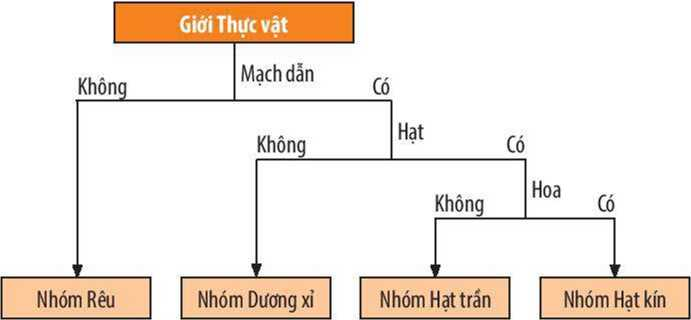 Giới Thực vật
Mạch dẫn
Không
Có
Hạt
Không
Có
Hoa
Không
Có
Nhóm Rêu
Nhóm Dương xỉ
Nhóm Hạt trần
Nhóm Hạt kín